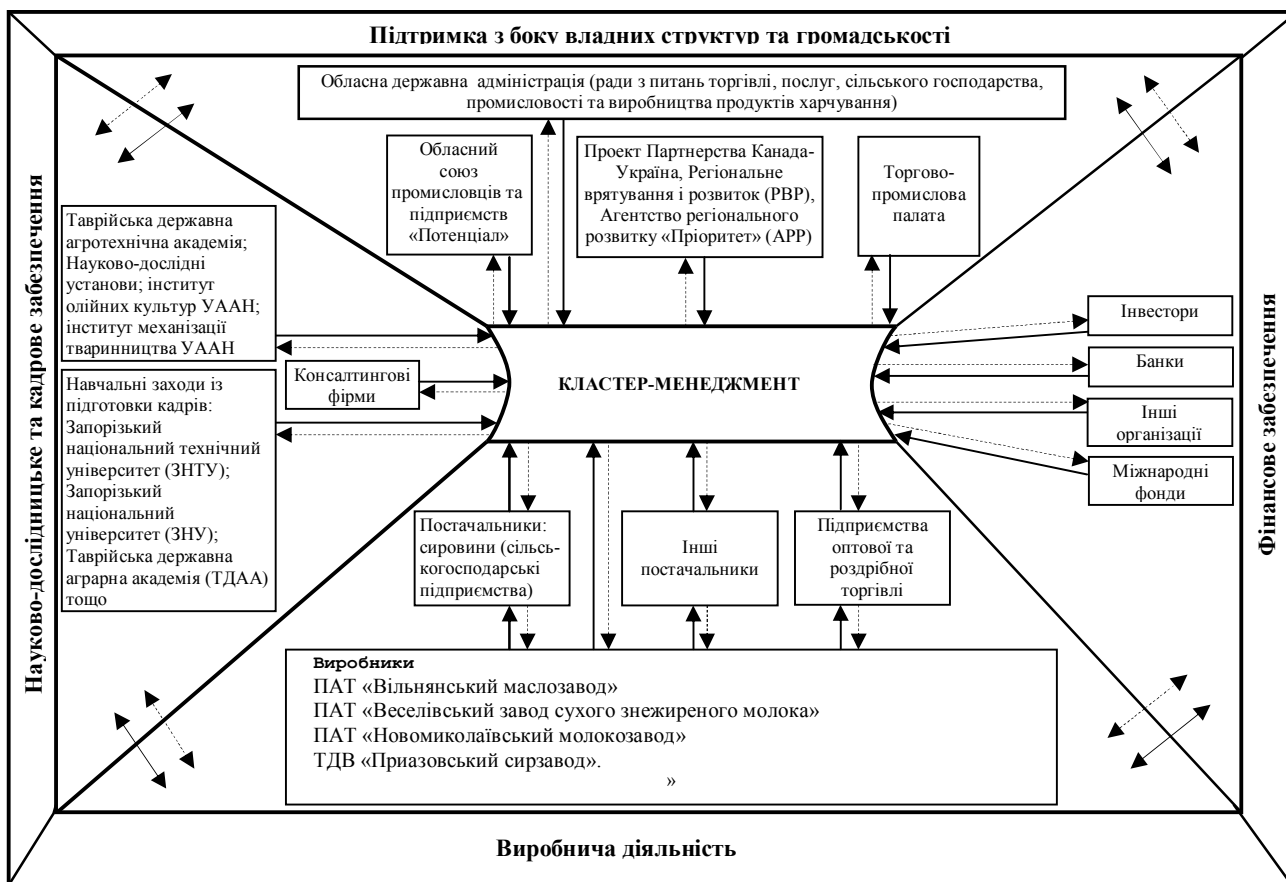 Підтримка з боку владних структур та громадськості
Обласна державна адміністрація (ради з питань торгівлі, послуг, сільського господарства,
промисловості та виробництва продуктів харчування)
Обласний
союз
промисловців та
підприємств
«Потенціал»
Проект Партнерства Канада-
Україна, Регіональне
врятування і розвиток (РВР),
Агентство регіонального
розвитку «Пріоритет» (АРР)
Торгово-
промислова
палата
Науково-дослідницьке та кадрове забезпечення
Таврійська державна
агротехнічна академія;
Науково-дослідні
установи; інститут
олійних культур УААН;
інститут механізації
тваринництва УААН
Консалтингові
фірми
Навчальні заходи із
підготовки кадрів:
Запорізький
національний технічний
університет (ЗНТУ);
Запорізький
національний
університет (ЗНУ);
Таврійська державна
аграрна академія (ТДАА)
тощо
КЛАСТЕР-МЕНЕДЖМЕНТ
Інвестори
Банки
Інші
організації
Міжнародні
фонди
Фінансове забезпечення
Постачальники:
сировини (сільсь-
когосподарські
підприємства)
Інші
постачальники
Підприємства
оптової та
роздрібної
торгівлі
Виробники
ПАТ «Вільнянський маслозавод»
ПАТ «Веселівський завод сухого знежиреного молока»
ПАТ «Новомиколаївський молокозавод»
ТДВ «Приазовський сирзавод».
»
Виробнича діяльність